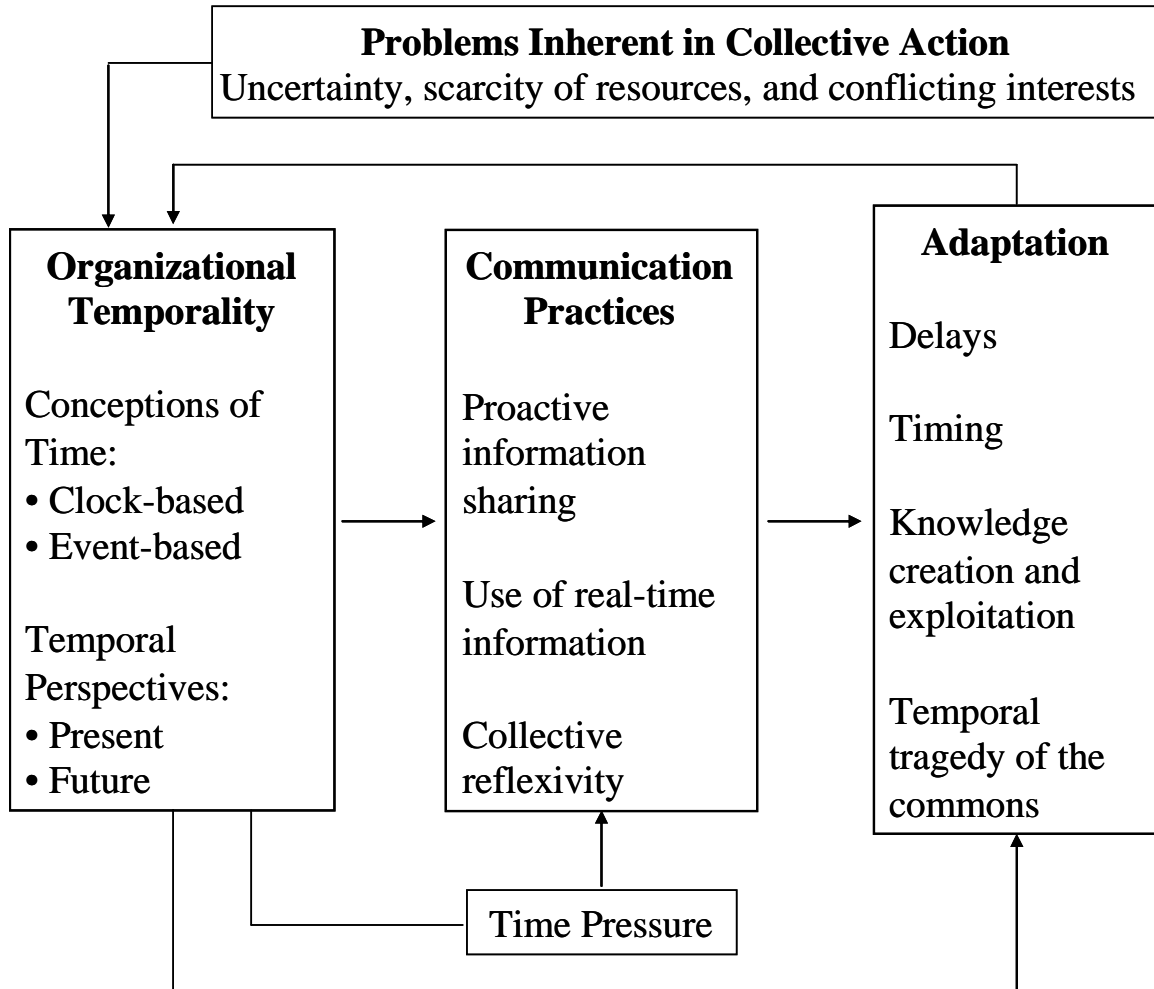 Problems Inherent in Collective Action
Uncertainty, scarcity of resources, and conflicting interests
Organizational
Temporality
Conceptions of
Time:
• Clock-based
• Event-based
Temporal
Perspectives:
• Present
• Future
Communication
Practices
Proactive
information
sharing
Use of real-time
information
Collective
reflexivity
Adaptation
Delays
Timing
Knowledge
creation and
exploitation
Temporal
tragedy of the
commons
Time Pressure